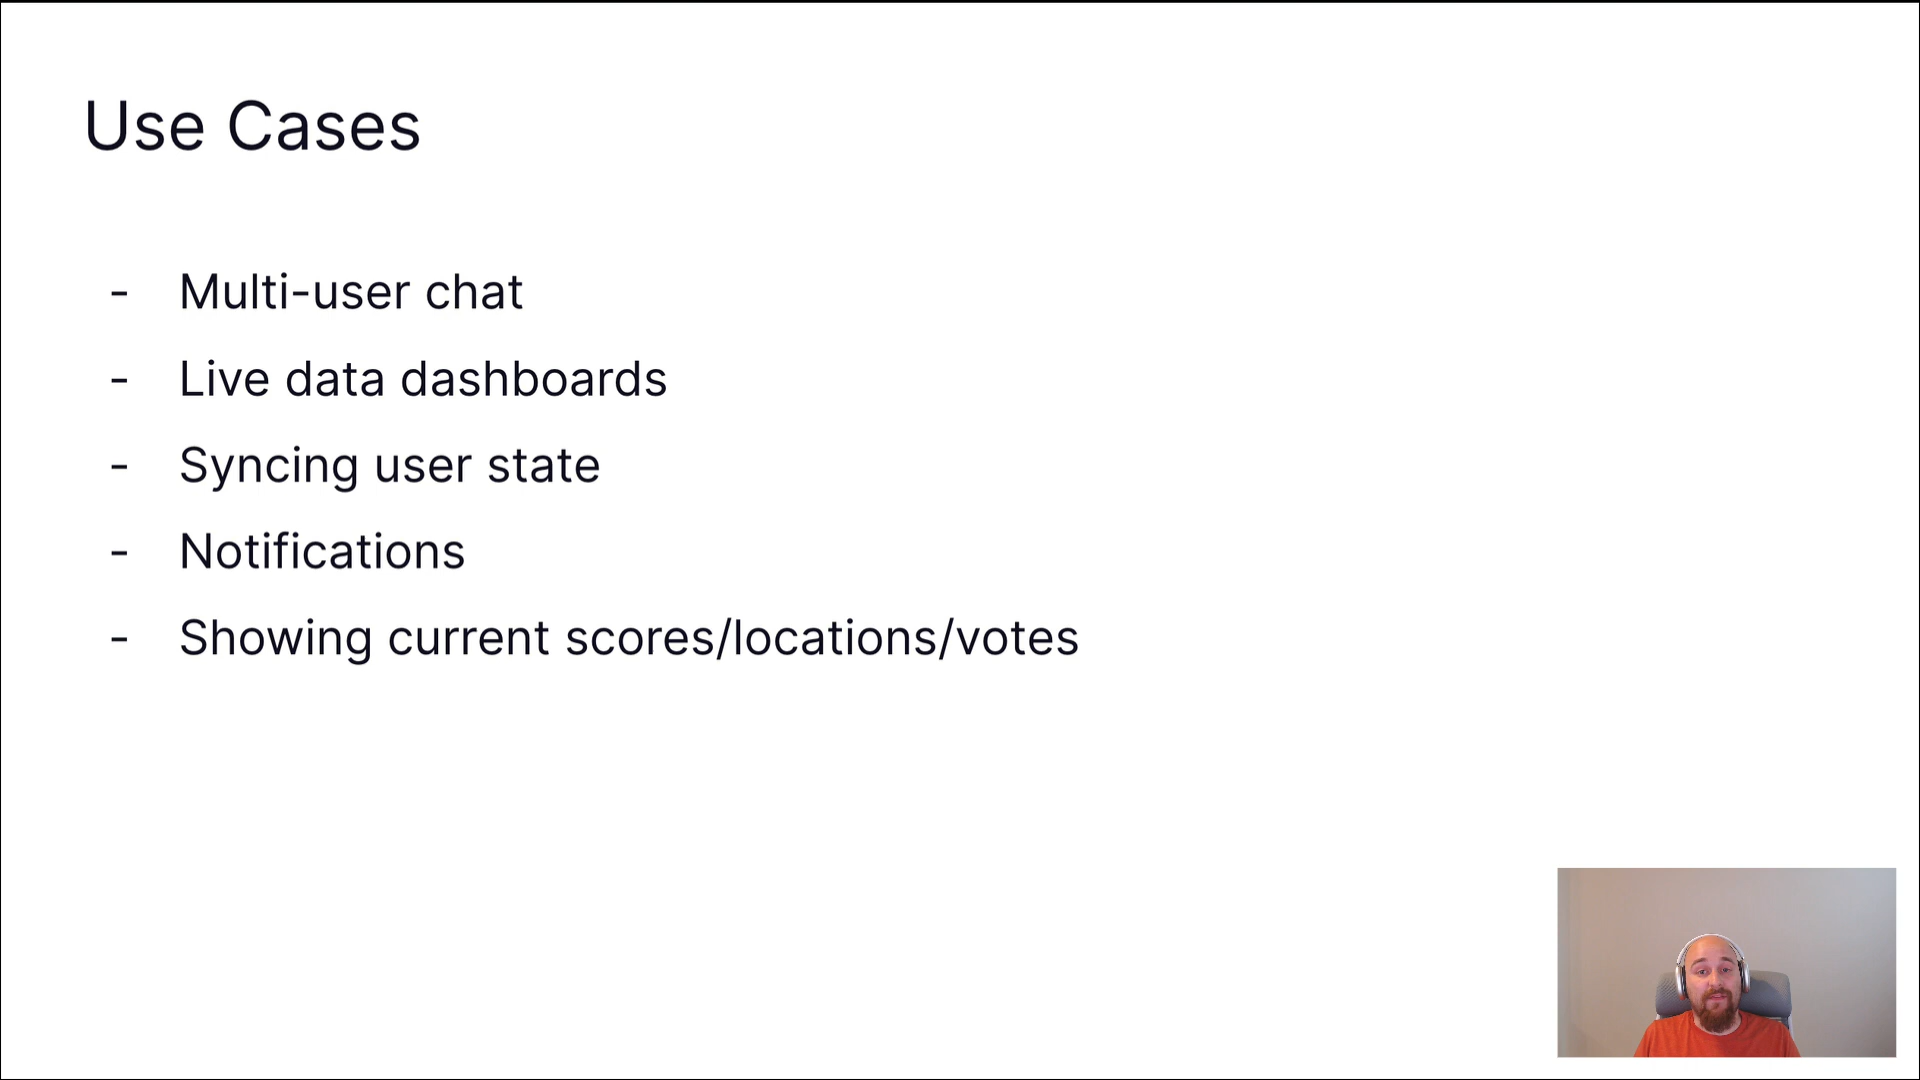 Use Cases
- Multi-user chat
- Live data dashboards
- Syncing user state
- Notifications
- Showing current scores/locations/votes